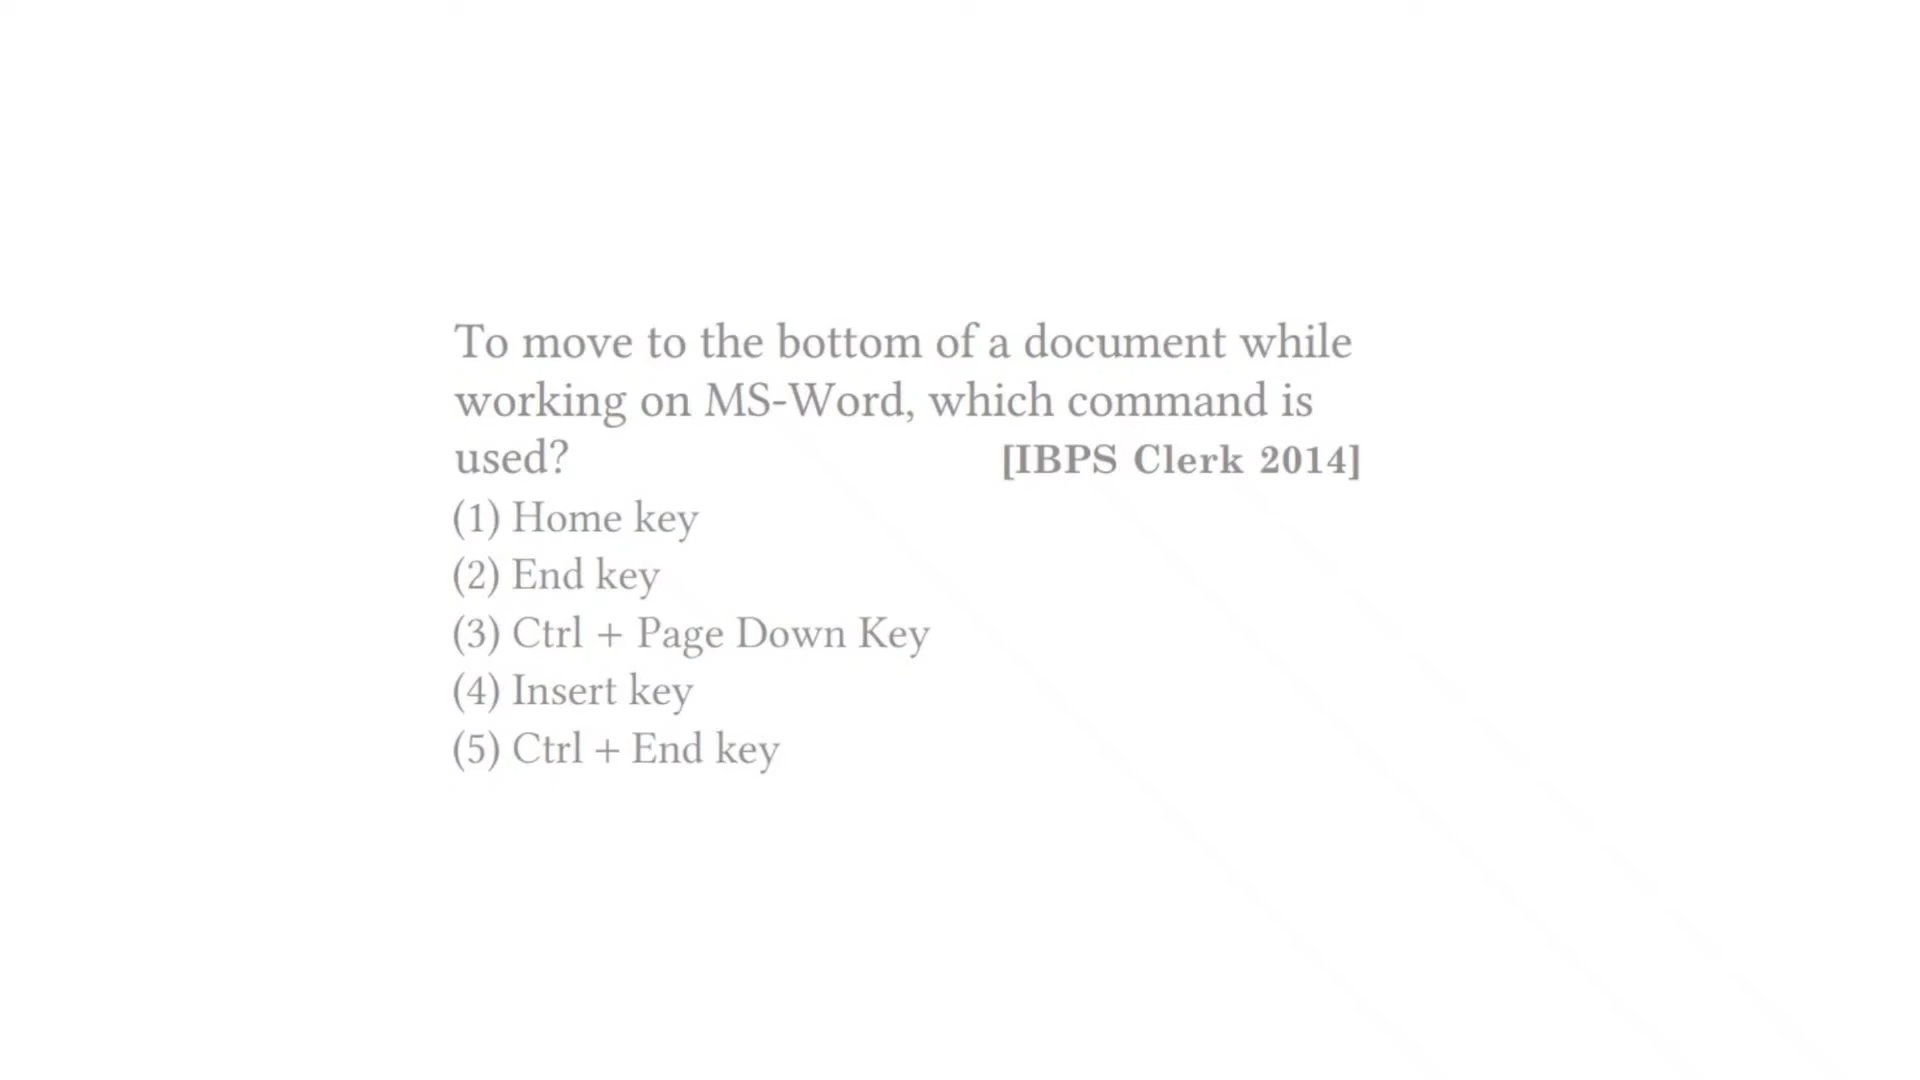 To move to the bottom of a document while
working on MS-Word, which command is
used? [IBPS Clerk 2014]
(1) Home key
(2) End key
(3) Ctrl + Page Down Key
(4) Insert key
(5) Ctrl + End key